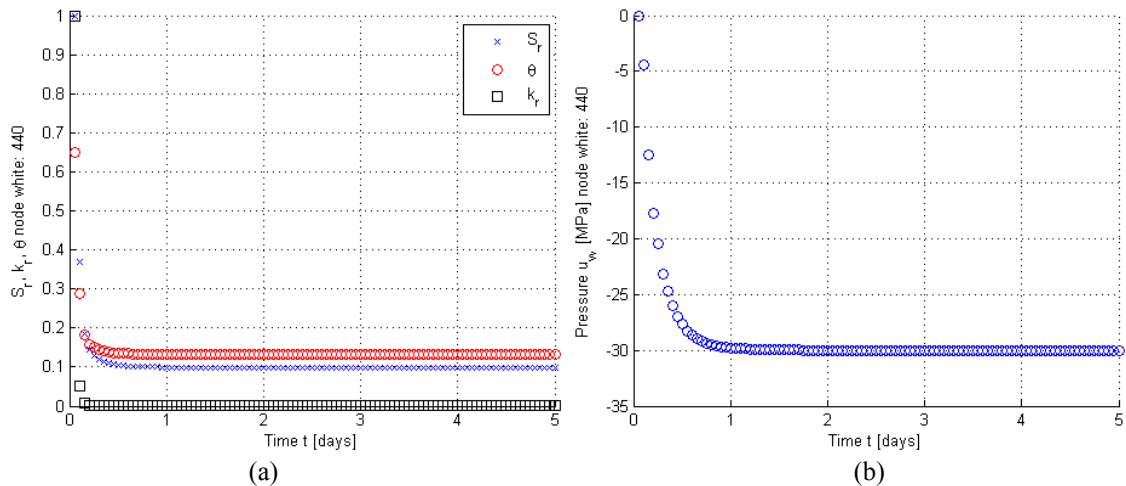 1
0.9
0.8
0.7
0.6
0.5
0.4
0.3
0.2
0.1
0
S_r, k_r, θ node white: 440
S_r
θ
k_r
0 1 2 3 4 5
Time t [days]
(a)
0
-5
-10
-15
-20
-25
-30
-35
Pressure u_w [MPa] node white: 440
0 1 2 3 4 5
Time t [days]
(b)